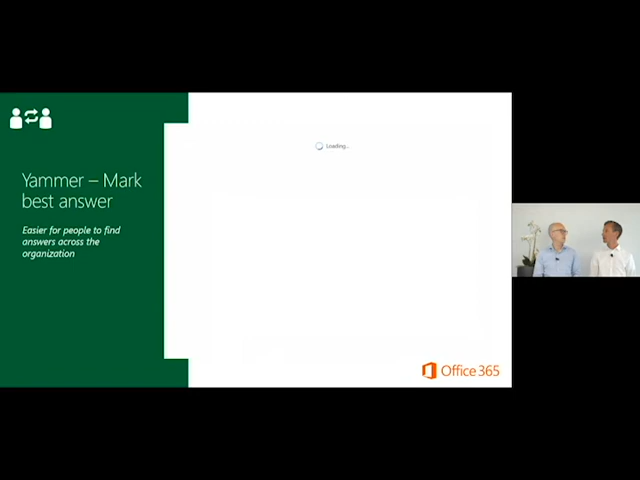 Yammer – Mark
best answer
Easier for people to find
answers across the
organization
Loading...
Office 365